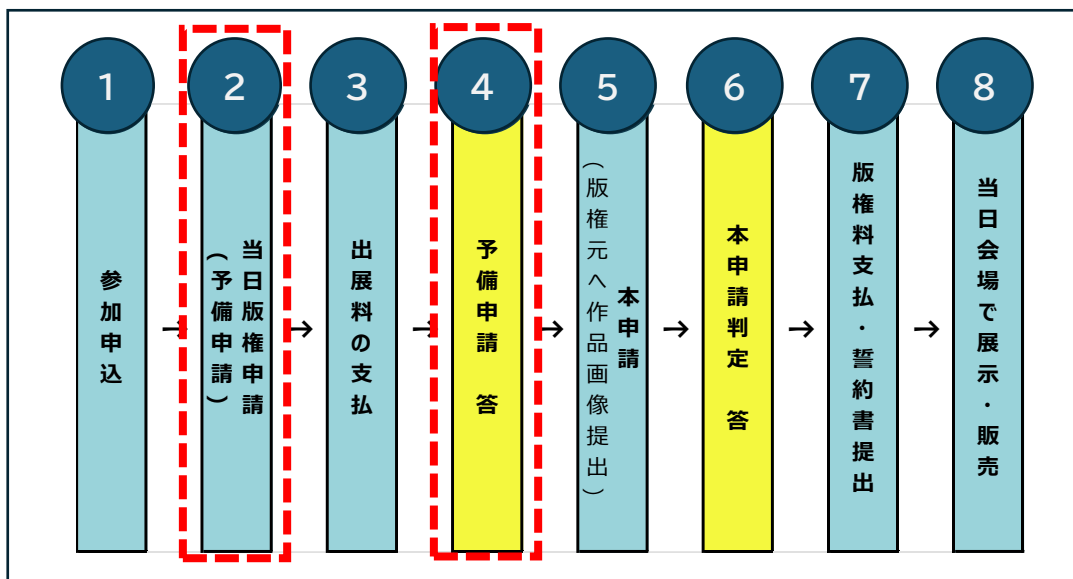 1
参加申込
→
2
当日版権申請
(予備申請)
→
3
出展料の支払
→
4
予備申請 答
→
5
本申請
(版権元へ作品画像提出)
→
6
本申請判定 答
→
7
版権料支払・誓約書提出
→
8
当日会場で展示・販売